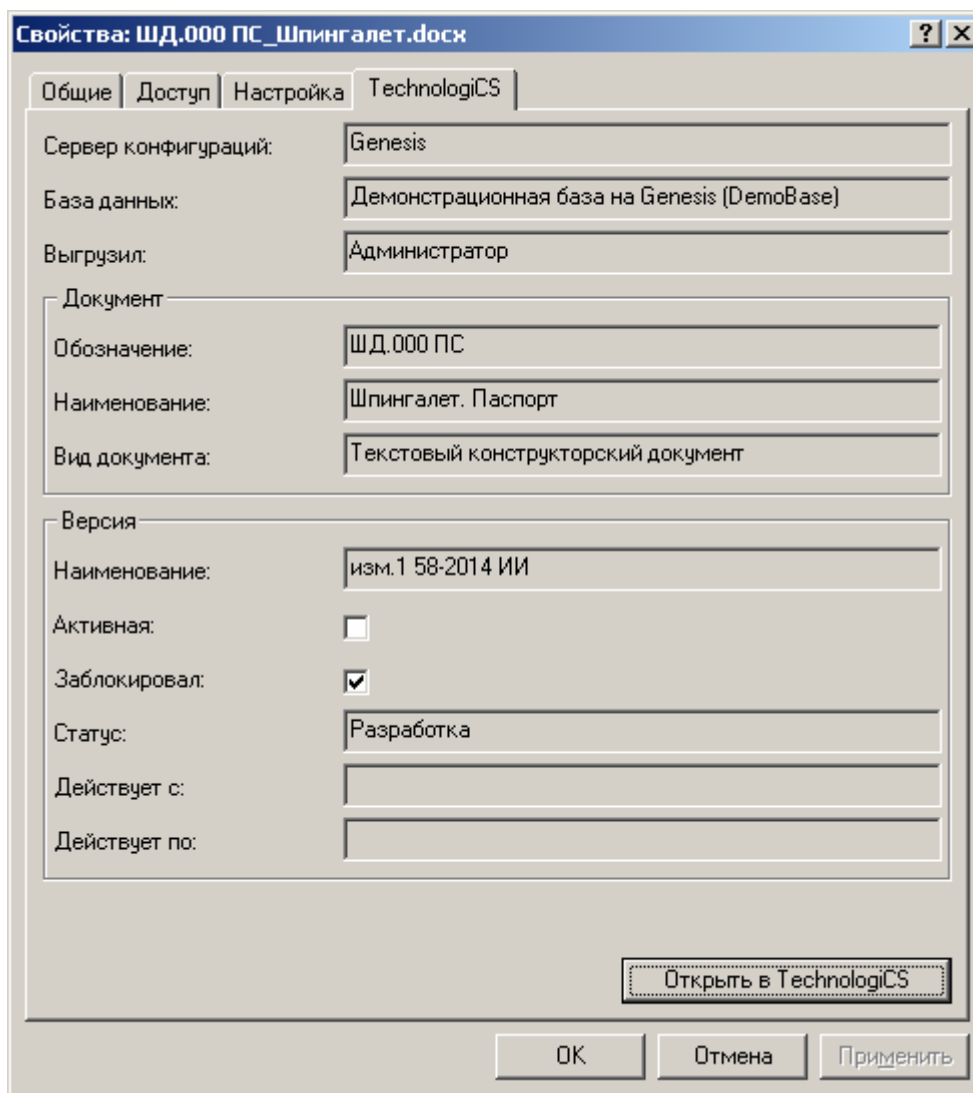 Свойства: ШД.000 ПС_Шпингалет.docx
Общие Доступ Настройка TechnologiCS
Сервер конфигураций: Genesis
База данных: Демонстрационная база на Genesis (DemoBase)
Выгрузил: Администратор
Документ
Обозначение: ШД.000 ПС
Наименование: Шпингалет. Паспорт
Вид документа: Текстовый конструкторский документ
Версия
Наименование: изм.1 58-2014 ИИ
Активная:
Заблокировал:
Статус: Разработка
Действует с:
Действует по:
Открыть в TechnologiCS
OK Отмена Применить